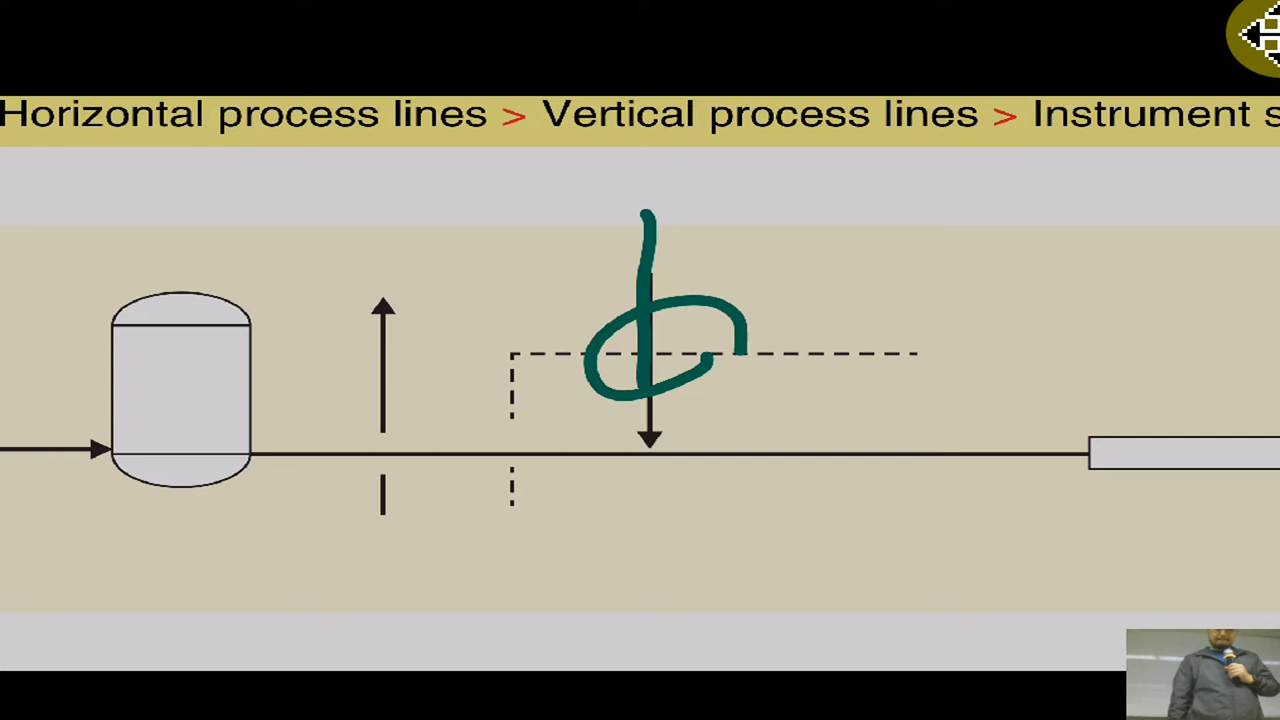 Horizontal process lines > Vertical process lines > Instrument s